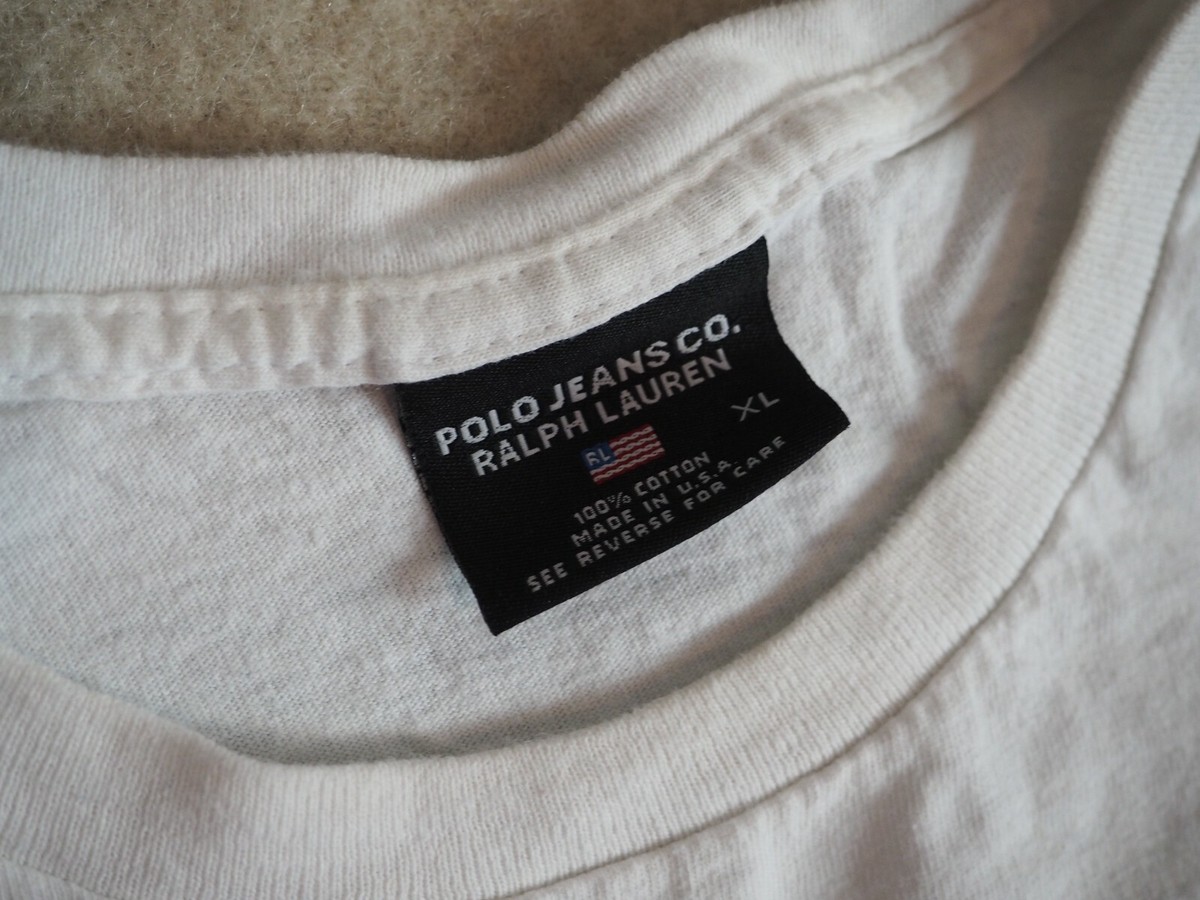 POLO JEANS CO.
RALPH LAUREN
XL
RL
100% COTTON
MADE IN U.S.A
SEE REVERSE FOR CARE